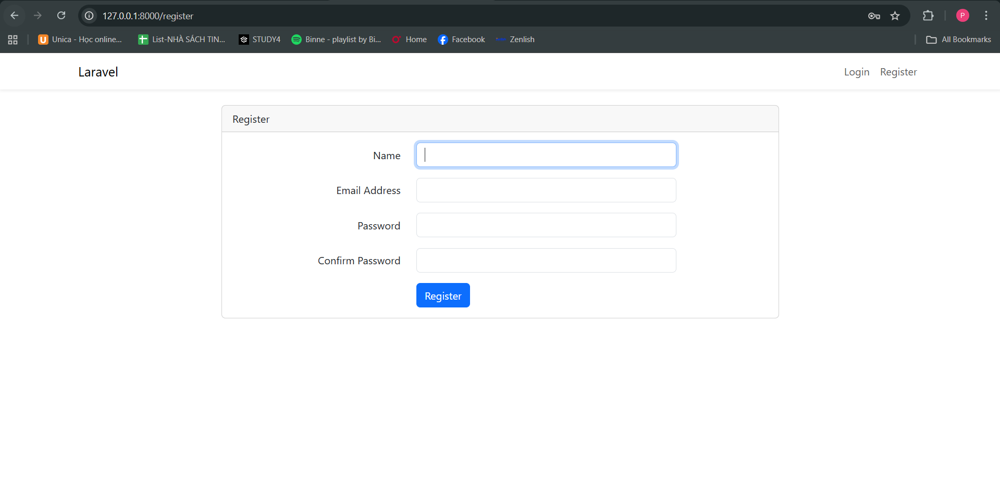 127.0.0.1:8000/register
P
Unica - Học online...
List-NHÀ SÁCH TIN...
STUDY4
Binne - playlist by Bi...
Home
Facebook
Zenlish
All Bookmarks
Laravel
Login
Register
Register
Name
Email Address
Password
Confirm Password
Register